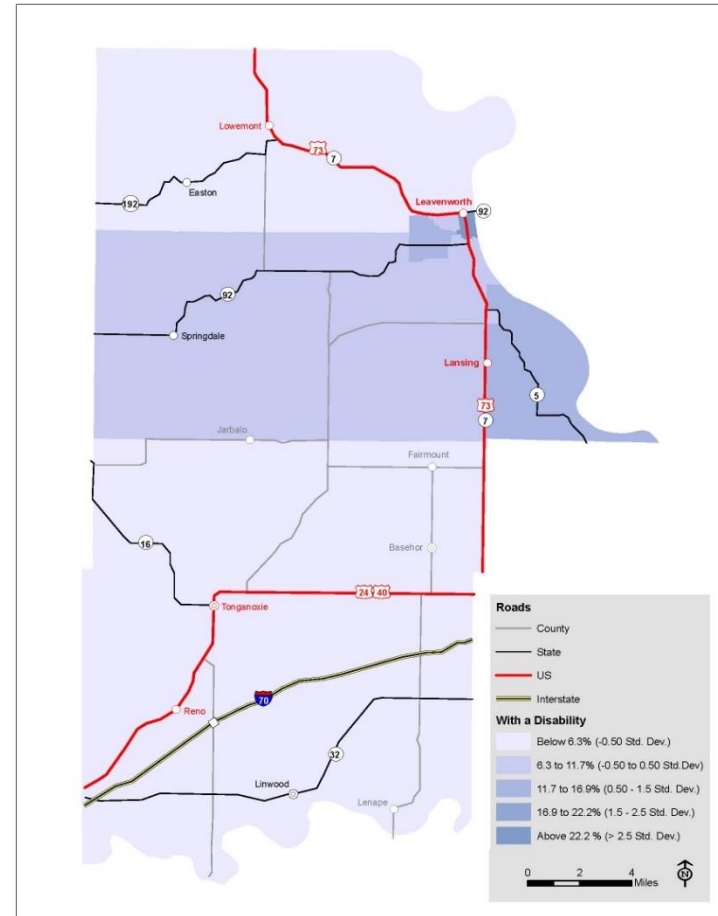 Lowemont
73
7
Easton
192
Leavenworth
92
92
Springdale
Lansing
73
7
5
Jarbalo
Fairmount
16
Basehor
24 40
Tonganoxie
70
Reno
32
Linwood
Lenape
Roads
County
State
US
Interstate
With a Disability
Below 6.3% (-0.50 Std. Dev.)
6.3 to 11.7% (-0.50 to 0.50 Std.Dev)
11.7 to 16.9% (0.50 - 1.5 Std. Dev.)
16.9 to 22.2% (1.5 - 2.5 Std. Dev.)
Above 22.2 % (> 2.5 Std. Dev.)
0 2 4
Miles
N